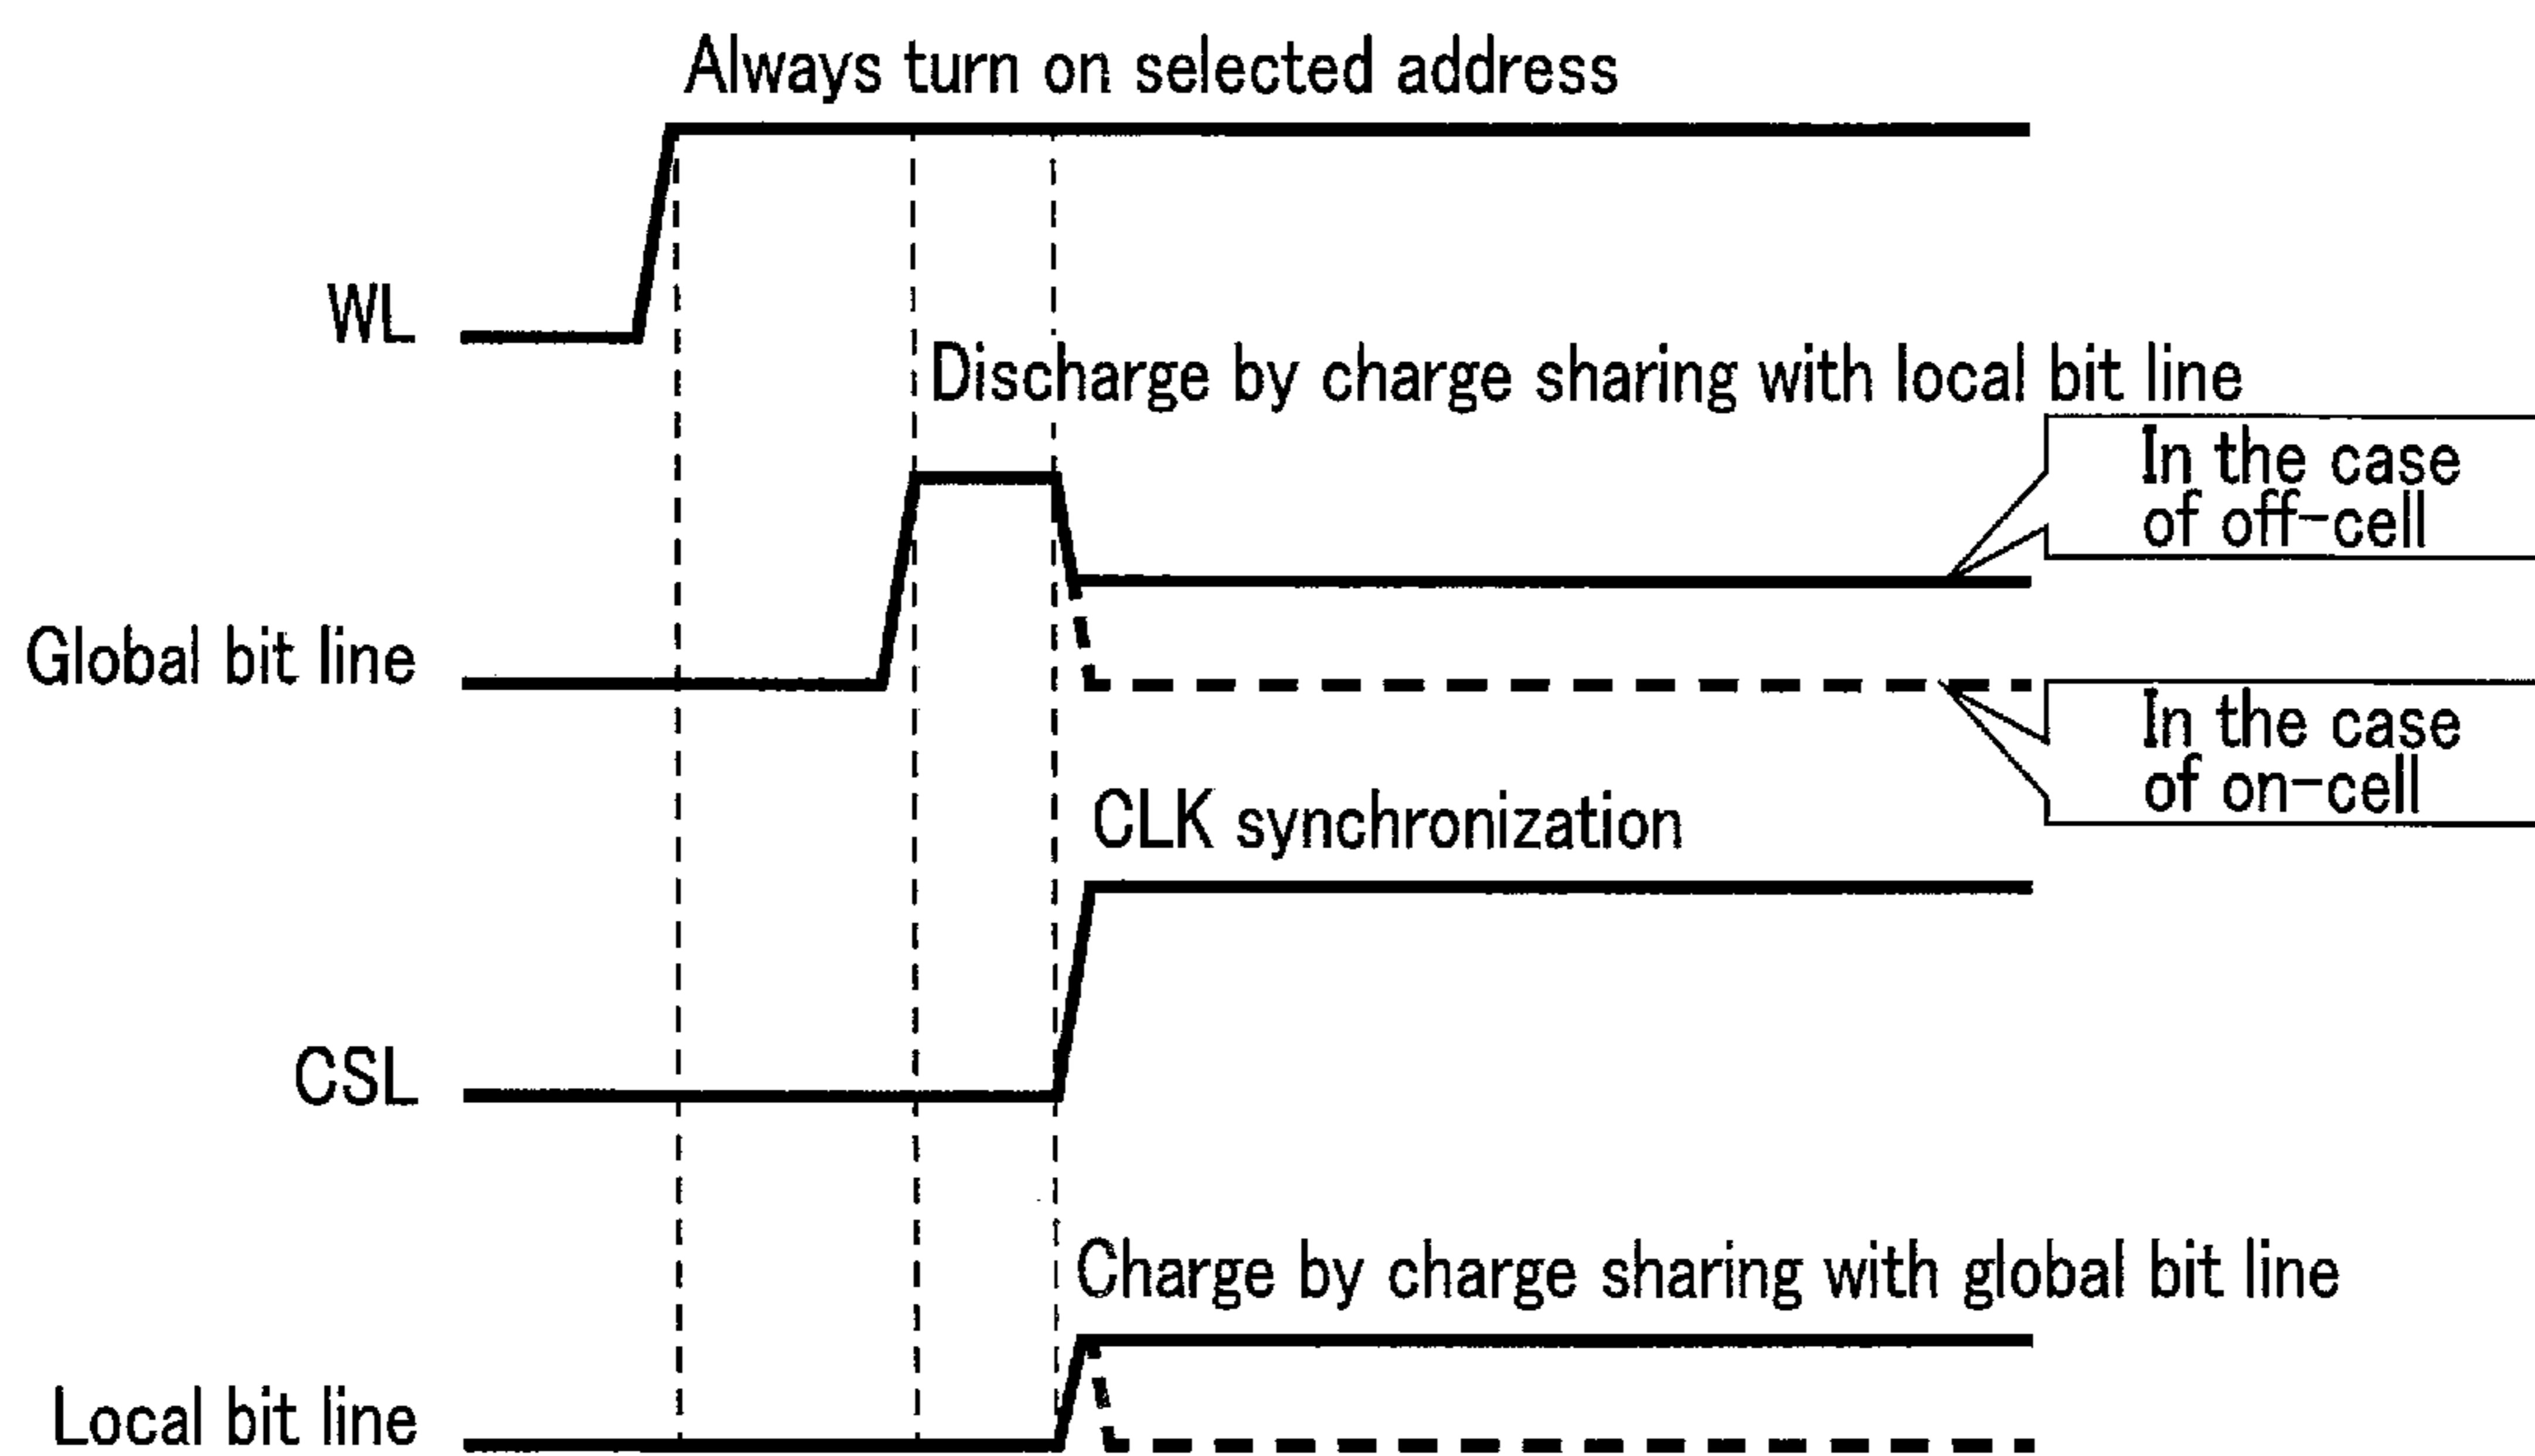 Always turn on selected address
WL
Discharge by charge sharing with local bit line
In the case
of off-cell
Global bit line
In the case
of on-cell
CLK synchronization
CSL
Charge by charge sharing with global bit line
Local bit line